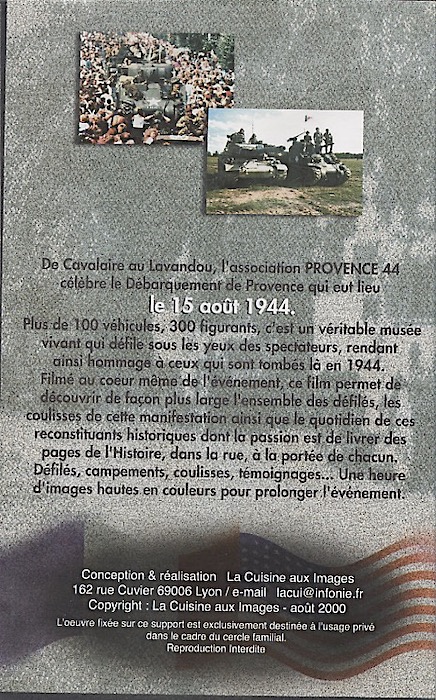 De Cavalaire au Lavandou, l'association PROVENCE 44
célèbre le Débarquement de Provence qui eut lieu
le 15 août 1944.
Plus de 100 véhicules, 300 figurants, c'est un véritable musée
vivant qui défile sous les yeux des spectateurs, rendant
ainsi hommage à ceux qui sont tombés là en 1944.
Filmé au coeur même de l'événement, ce film permet de
découvrir de façon plus large l'ensemble des défilés, les
coulisses de cette manifestation ainsi que le quotidien de ces
reconstituants historiques dont la passion est de livrer des
pages de l'Histoire, dans la rue, à la portée de chacun.
Défilés, campements, coulisses, témoignages... Une heure
d'images hautes en couleurs pour prolonger l'événement.
Conception & réalisation La Cuisine aux Images
162 rue Cuvier 69006 Lyon / e-mail lacui@infonie.fr
Copyright : La Cuisine aux Images - août 2000
L'oeuvre fixée sur ce support est exclusivement destinée à l'usage privé
dans le cadre du cercle familial.
Reproduction Interdite